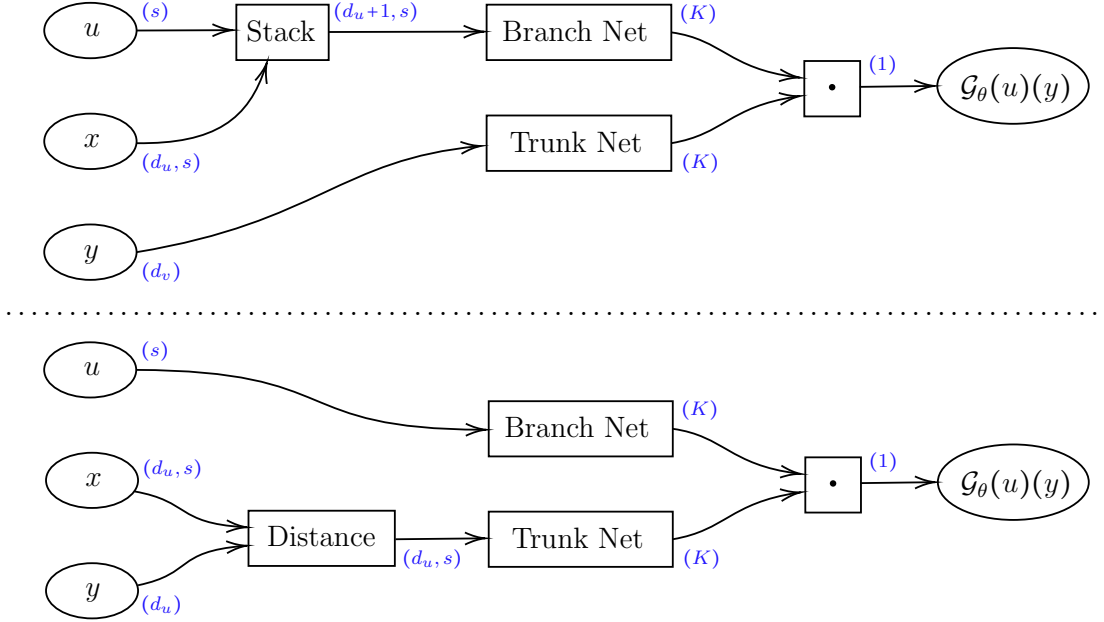 u (s) Stack (d_u+1, s) Branch Net (K)
x (d_u, s) • (1) 𝒢_θ(u)(y)
Trunk Net (K)
y (d_v)
u (s)
Branch Net (K)
x (d_u, s) • (1) 𝒢_θ(u)(y)
Distance (d_u, s) Trunk Net (K)
y (d_u)